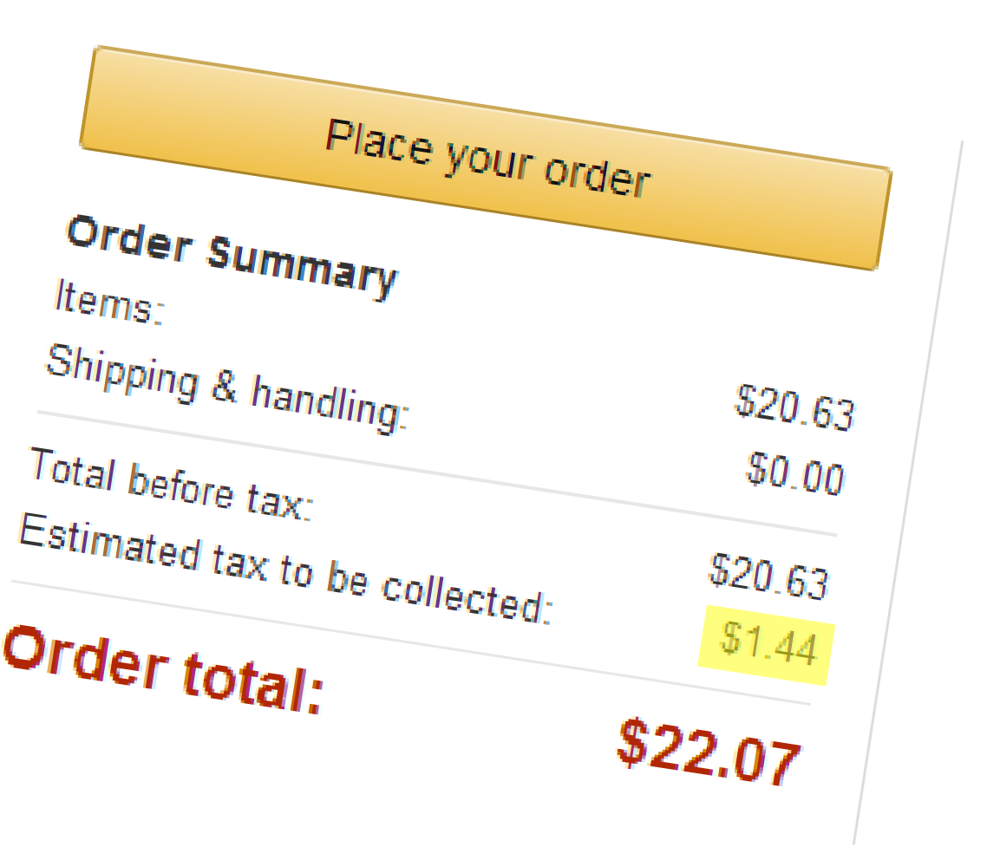 Place your order
Order Summary
Items: $20.63
Shipping & handling: $0.00
Total before tax: $20.63
Estimated tax to be collected: $1.44
Order total: $22.07